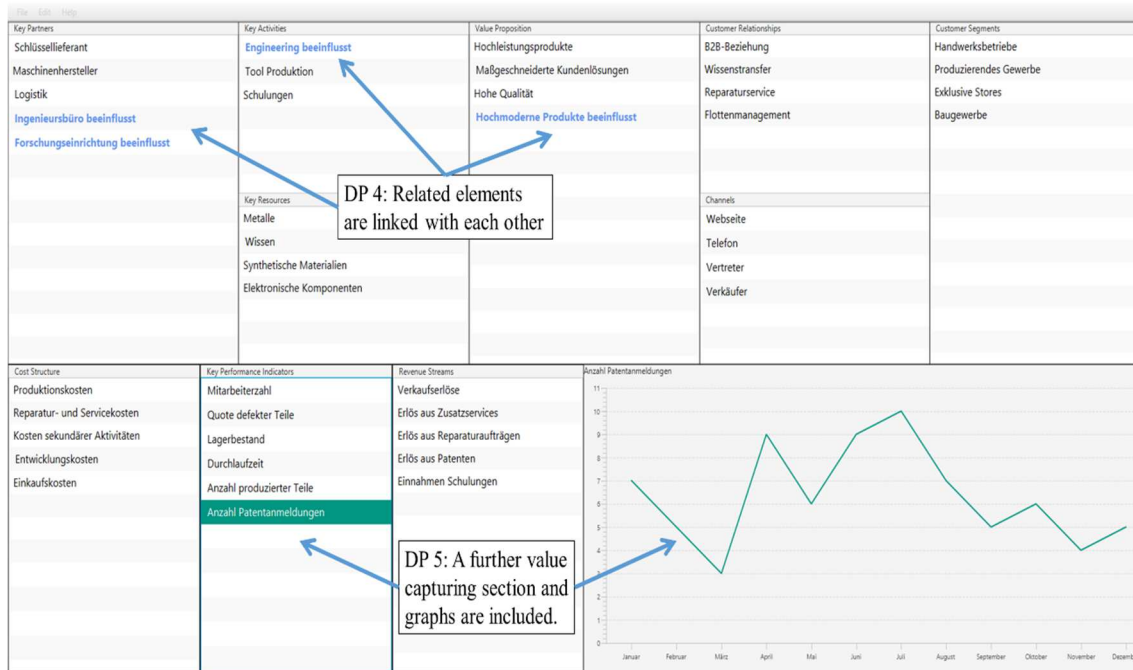 File Edit Help
Key Partners
Schlüssellieferant
Maschinenhersteller
Logistik
Ingenieursbüro beeinflusst
Forschungseinrichtung beeinflusst
Key Activities
Engineering beeinflusst
Tool Produktion
Schulungen
Key Resources
Metalle
Wissen
Synthetische Materialien
Elektronische Komponenten
Value Proposition
Hochleistungsprodukte
Maßgeschneiderte Kundenlösungen
Hohe Qualität
Hochmoderne Produkte beeinflusst
Customer Relationships
B2B-Beziehung
Wissenstransfer
Reparaturservice
Flottenmanagement
Channels
Webseite
Telefon
Vertreter
Verkäufer
Customer Segments
Handwerksbetriebe
Produzierendes Gewerbe
Exklusive Stores
Baugewerbe
DP 4: Related elements
are linked with each other
Cost Structure
Produktionskosten
Reparatur- und Servicekosten
Kosten sekundärer Aktivitäten
Entwicklungskosten
Einkaufskosten
Key Performance Indicators
Mitarbeiterzahl
Quote defekter Teile
Lagerbestand
Durchlaufzeit
Anzahl produzierter Teile
Anzahl Patentanmeldungen
Revenue Streams
Verkaufserlöse
Erlös aus Zusatzservices
Erlös aus Reparaturaufträgen
Erlös aus Patenten
Einnahmen Schulungen
DP 5: A further value
capturing section and
graphs are included.
Anzahl Patentanmeldungen
11
10
9
8
7
6
5
4
2
1
0
Januar Februar März April Mai Juni Juli August September Oktober November Dezemb